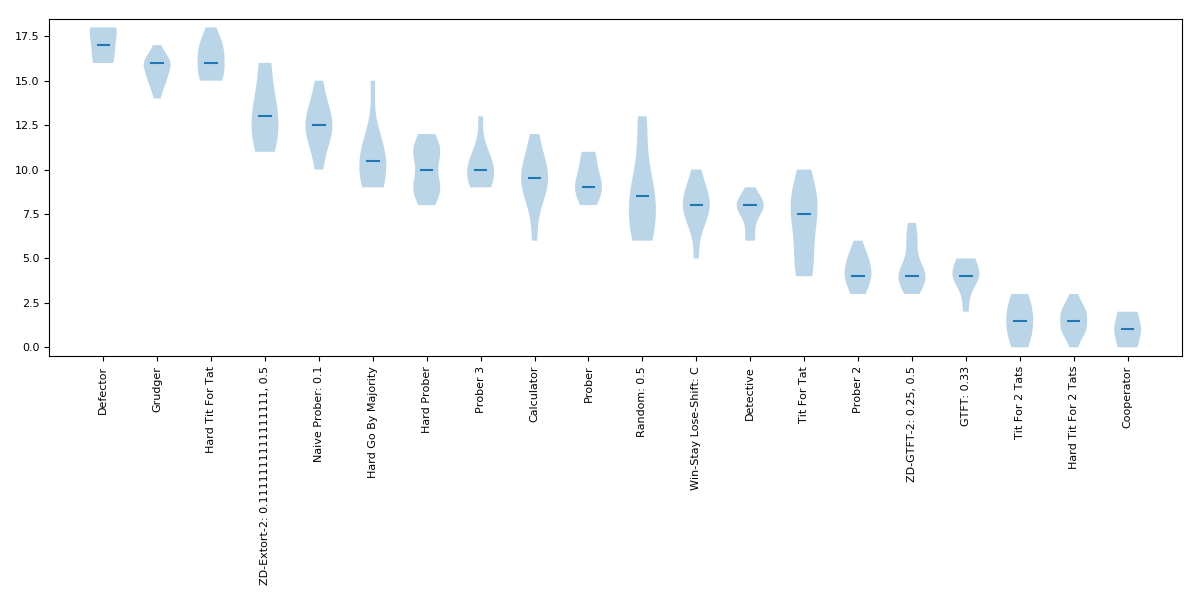 17.5
15.0
12.5
10.0
7.5
5.0
2.5
0.0
Defector
Grudger
Hard Tit For Tat
ZD-Extort-2: 0.1111111111111111, 0.5
Naive Prober: 0.1
Hard Go By Majority
Hard Prober
Prober 3
Calculator
Prober
Random: 0.5
Win-Stay Lose-Shift: C
Detective
Tit For Tat
Prober 2
ZD-GTFT-2: 0.25, 0.5
GTFT: 0.33
Tit For 2 Tats
Hard Tit For 2 Tats
Cooperator